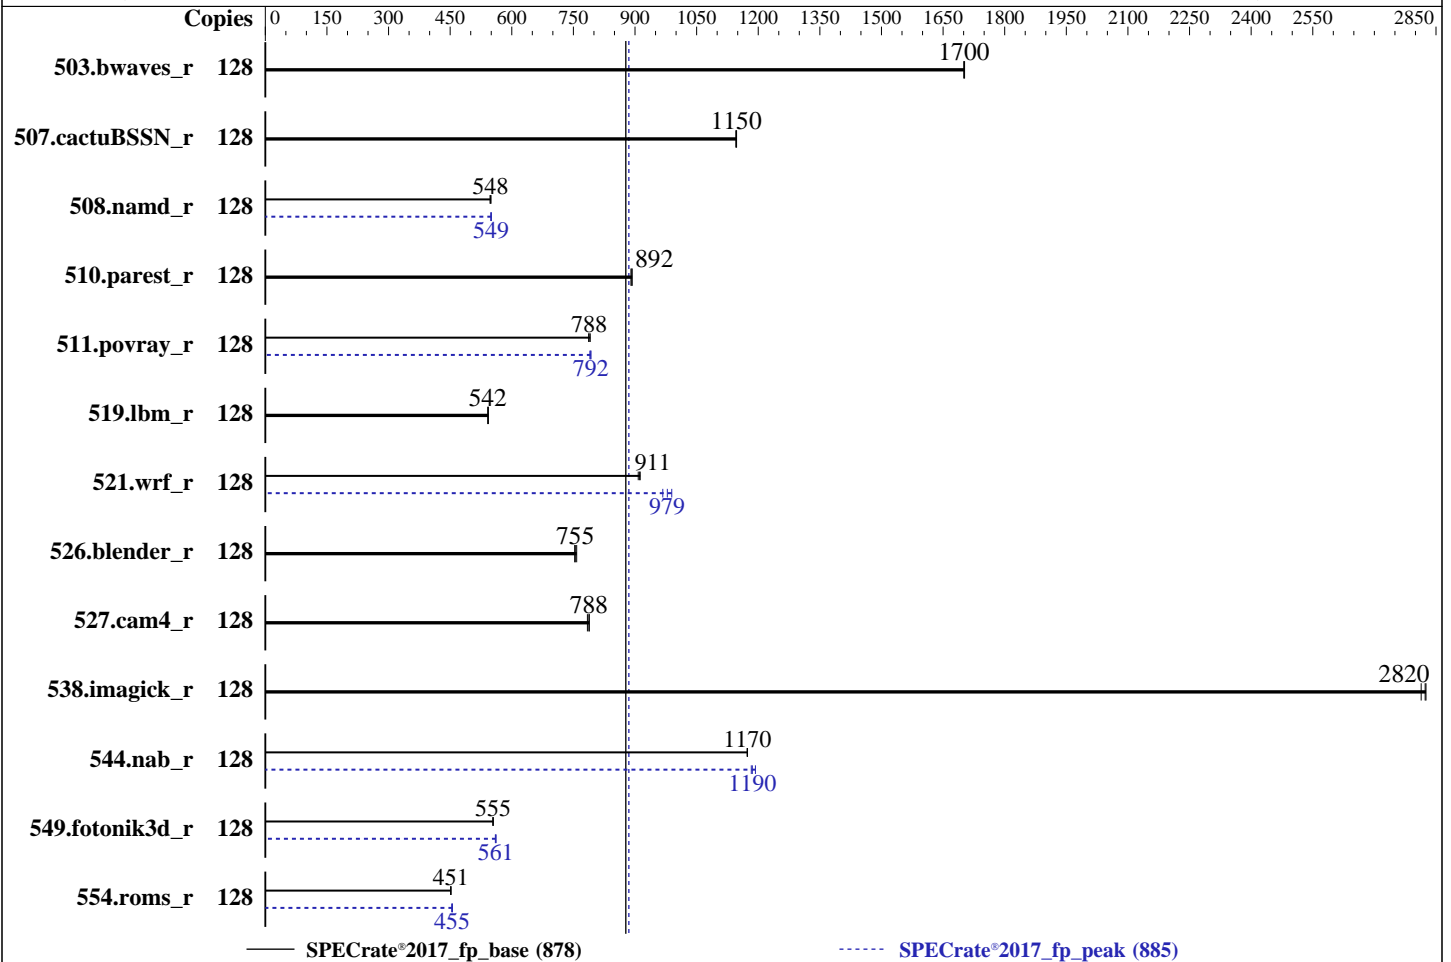 Copies 0 150 300 450 600 750 900 1050 1200 1350 1500 1650 1800 1950 2100 2250 2400 2550 2850
503.bwaves_r 128 1700
507.cactuBSSN_r 128 1150
508.namd_r 128 548
549
510.parest_r 128 892
511.povray_r 128 788
792
519.lbm_r 128 542
521.wrf_r 128 911
979
526.blender_r 128 755
527.cam4_r 128 788
538.imagick_r 128 2820
544.nab_r 128 1170
1190
549.fotonik3d_r 128 555
561
554.roms_r 128 451
455
SPECrate®2017_fp_base (878) SPECrate®2017_fp_peak (885)